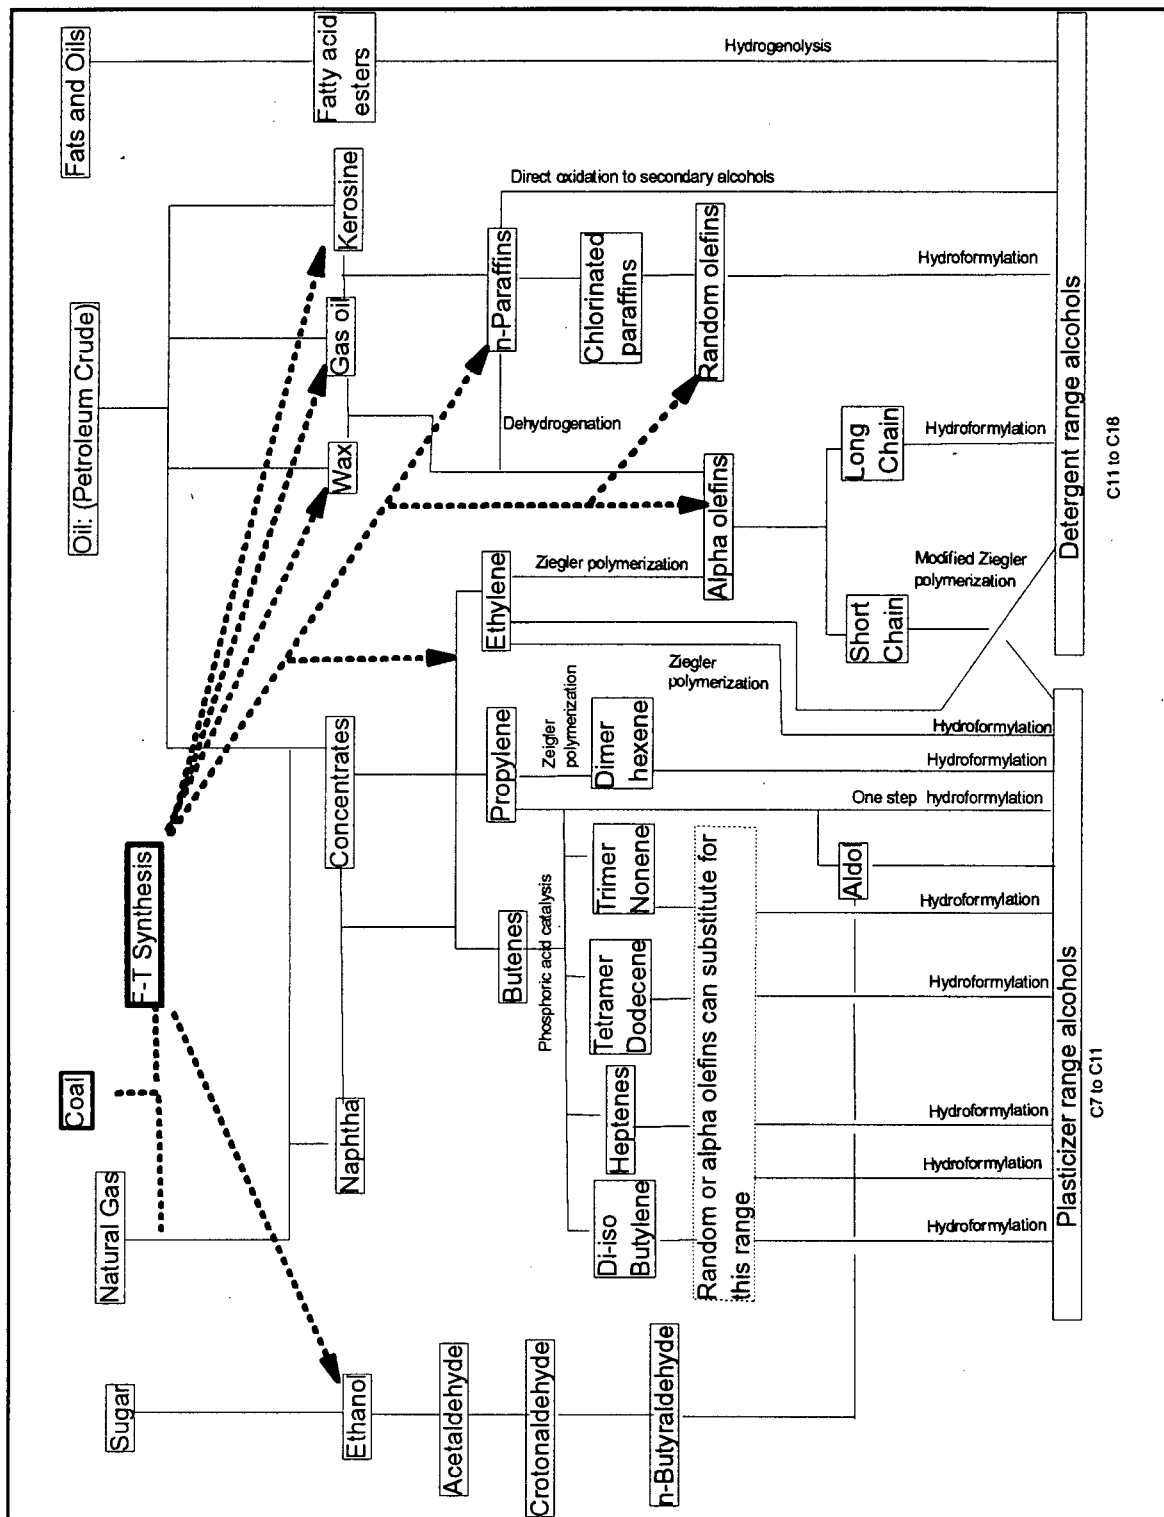 Sugar
Natural Gas
Coal
F-T Synthesis
Oil: (Petroleum Crude)
Fats and Oils
Ethanol
Naphtha
Concentrates
Wax
Gas oil
Kerosine
Fatty acid
esters
Acetaldehyde
Crotonaldehyde
n-Butyraldehyde
Butenes
Propylene
Ethylene
n-Paraffins
Phosphoric acid catalysis
Zeigler
polymerization
Ziegler polymerization
Dehydrogenation
Direct oxidation to secondary alcohols
Hydrogenolysis
Di-iso
Butylene
Heptenes
Tetramer
Dodecene
Trimer
Nonene
Dimer
hexene
Chlorinated
paraffins
Ziegler
polymerization
Alpha olefins
Random olefins
Random or alpha olefins can substitute for
this range
Aldol
Short
Chain
Long
Chain
Modified Ziegler
polymerization
Hydroformylation
Hydroformylation
Hydroformylation
Hydroformylation
Hydroformylation
One step hydroformylation
Hydroformylation
Hydroformylation
Hydroformylation
Hydroformylation
Plasticizer range alcohols
C7 to C11
Detergent range alcohols
C11 to C18